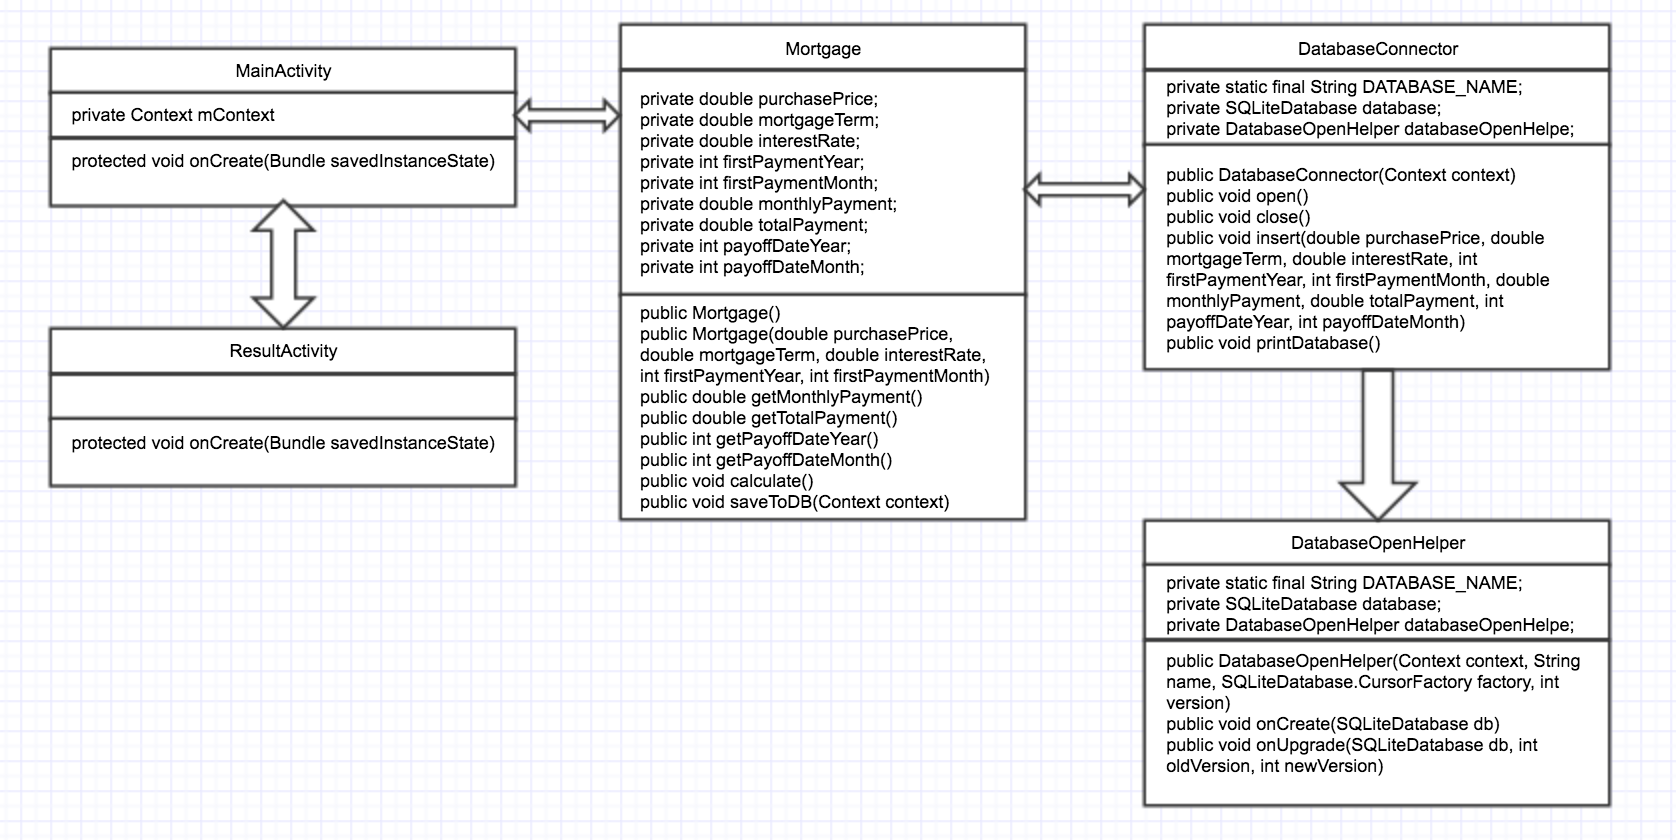 MainActivity
private Context mContext
protected void onCreate(Bundle savedInstanceState)
ResultActivity
protected void onCreate(Bundle savedInstanceState)
Mortgage
private double purchasePrice;
private double mortgageTerm;
private double interestRate;
private int firstPaymentYear;
private int firstPaymentMonth;
private double monthlyPayment;
private double totalPayment;
private int payoffDateYear;
private int payoffDateMonth;
public Mortgage()
public Mortgage(double purchasePrice,
double mortgageTerm, double interestRate,
int firstPaymentYear, int firstPaymentMonth)
public double getMonthlyPayment()
public double getTotalPayment()
public int getPayoffDateYear()
public int getPayoffDateMonth()
public void calculate()
public void saveToDB(Context context)
DatabaseConnector
private static final String DATABASE_NAME;
private SQLiteDatabase database;
private DatabaseOpenHelper databaseOpenHelpe;
public DatabaseConnector(Context context)
public void open()
public void close()
public void insert(double purchasePrice, double
mortgageTerm, double interestRate, int
firstPaymentYear, int firstPaymentMonth, double
monthlyPayment, double totalPayment, int
payoffDateYear, int payoffDateMonth)
public void printDatabase()
DatabaseOpenHelper
private static final String DATABASE_NAME;
private SQLiteDatabase database;
private DatabaseOpenHelper databaseOpenHelpe;
public DatabaseOpenHelper(Context context, String
name, SQLiteDatabase.CursorFactory factory, int
version)
public void onCreate(SQLiteDatabase db)
public void onUpgrade(SQLiteDatabase db, int
oldVersion, int newVersion)